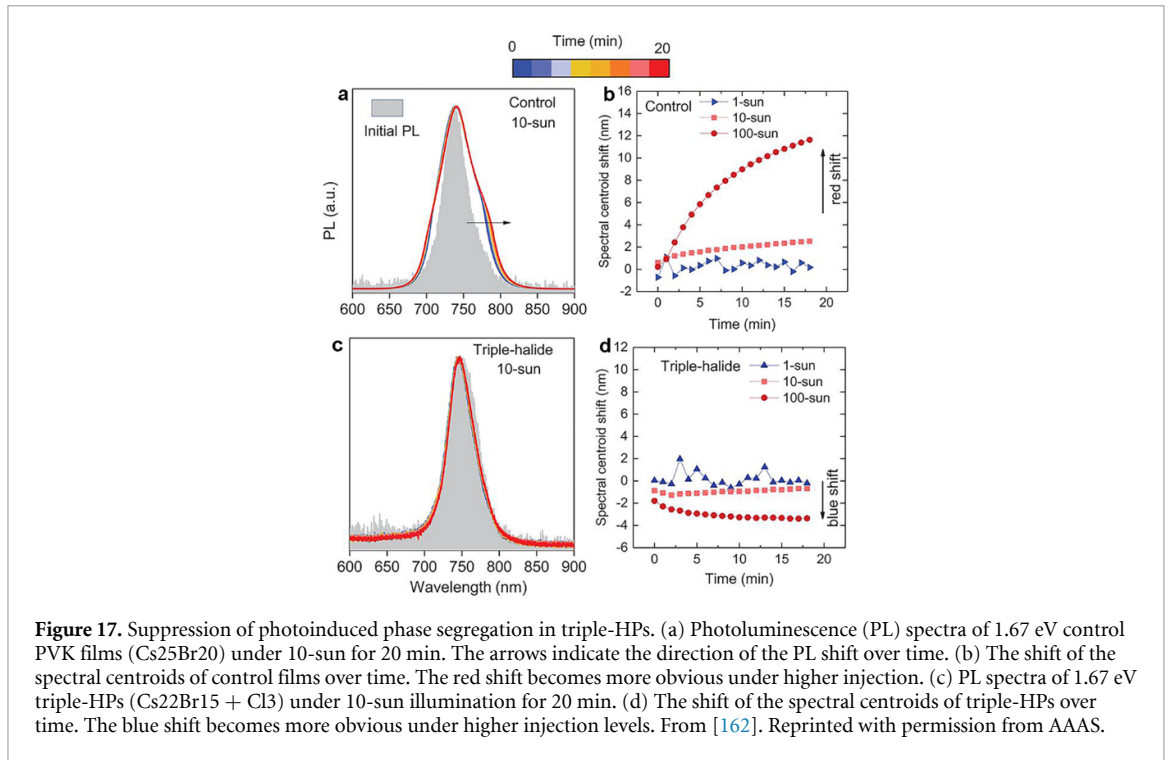 Time (min)
0
20
a
Initial PL
Control
10-sun
PL (a.u.)
600 650 700 750 800 850 900
b
Control
1-sun
10-sun
100-sun
red shift
Spectral centroid shift (nm)
16
14
12
10
8
6
4
2
0
-2
0 5 10 15 20
Time (min)
c
Triple-halide
10-sun
600 650 700 750 800 850 900
Wavelength (nm)
d
Triple-halide
1-sun
10-sun
100-sun
blue shift
Spectral centroid shift (nm)
12
10
8
6
4
2
0
-2
-4
-6
0 5 10 15 20
Time (min)
Figure 17. Suppression of photoinduced phase segregation in triple-HPs. (a) Photoluminescence (PL) spectra of 1.67 eV control
PVK films (Cs25Br20) under 10-sun for 20 min. The arrows indicate the direction of the PL shift over time. (b) The shift of the
spectral centroids of control films over time. The red shift becomes more obvious under higher injection. (c) PL spectra of 1.67 eV
triple-HPs (Cs22Br15 + Cl3) under 10-sun illumination for 20 min. (d) The shift of the spectral centroids of triple-HPs over
time. The blue shift becomes more obvious under higher injection levels. From [162]. Reprinted with permission from AAAS.